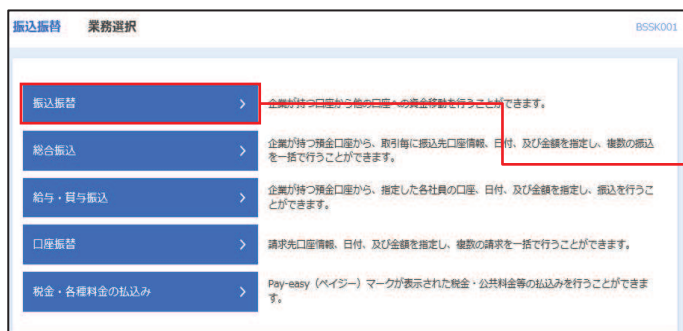 振込振替 業務選択 BSSK001
振込振替 >
企業が持つ口座から他の口座への資金移動を行うことができます。
総合振込 >
企業が持つ預金口座から、取引毎に振込先口座情報、日付、及び金額を指定し、複数の振込
を一括で行うことができます。
給与・賞与振込 >
企業が持つ預金口座から、指定した各社員の口座、日付、及び金額を指定し、振込を行うこ
とができます。
口座振替 >
請求先口座情報、日付、及び金額を指定し、複数の請求を一括で行うことができます。
税金・各種料金の払込み >
Pay-easy（ペイジー）マークが表示された税金・公共料金等の払込みを行うことができま
す。